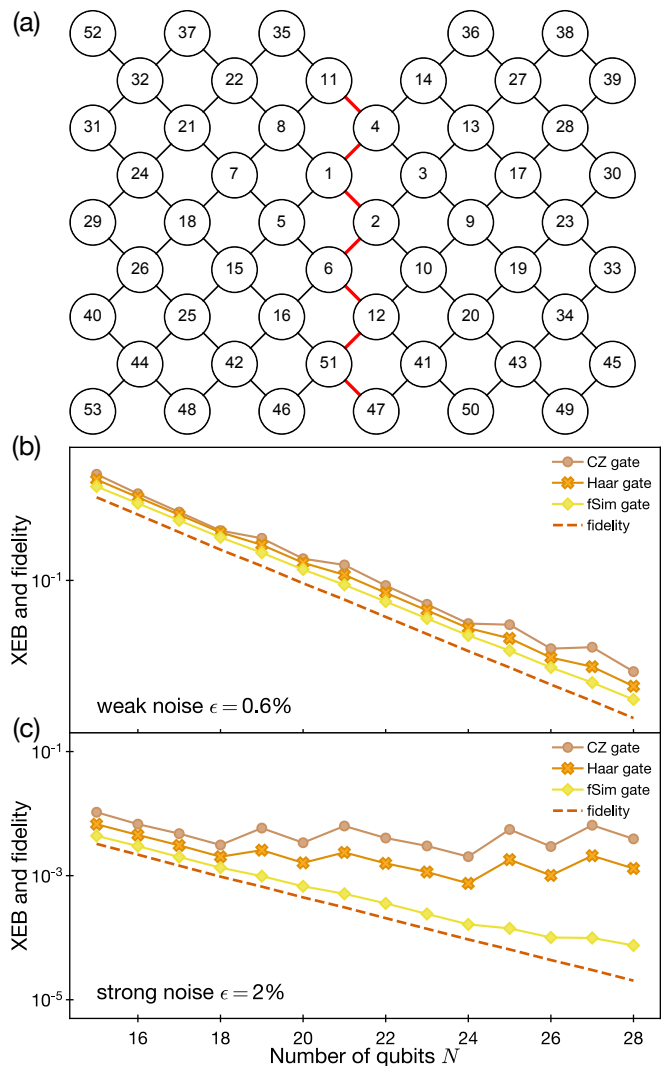 (a)
52 37 35 36 38
32 22 11 14 27 39
31 21 8 4 13 28
24 7 1 3 17 30
29 18 5 2 9 23
26 15 6 10 19 33
40 25 16 12 20 34
44 42 51 41 43 45
53 48 46 47 50 49
(b)
XEB and fidelity
10⁻¹
CZ gate
Haar gate
fSim gate
fidelity
weak noise ϵ = 0.6%
(c)
XEB and fidelity
10⁻¹
10⁻³
10⁻⁵
CZ gate
Haar gate
fSim gate
fidelity
strong noise ϵ = 2%
16 18 20 22 24 26 28
Number of qubits N